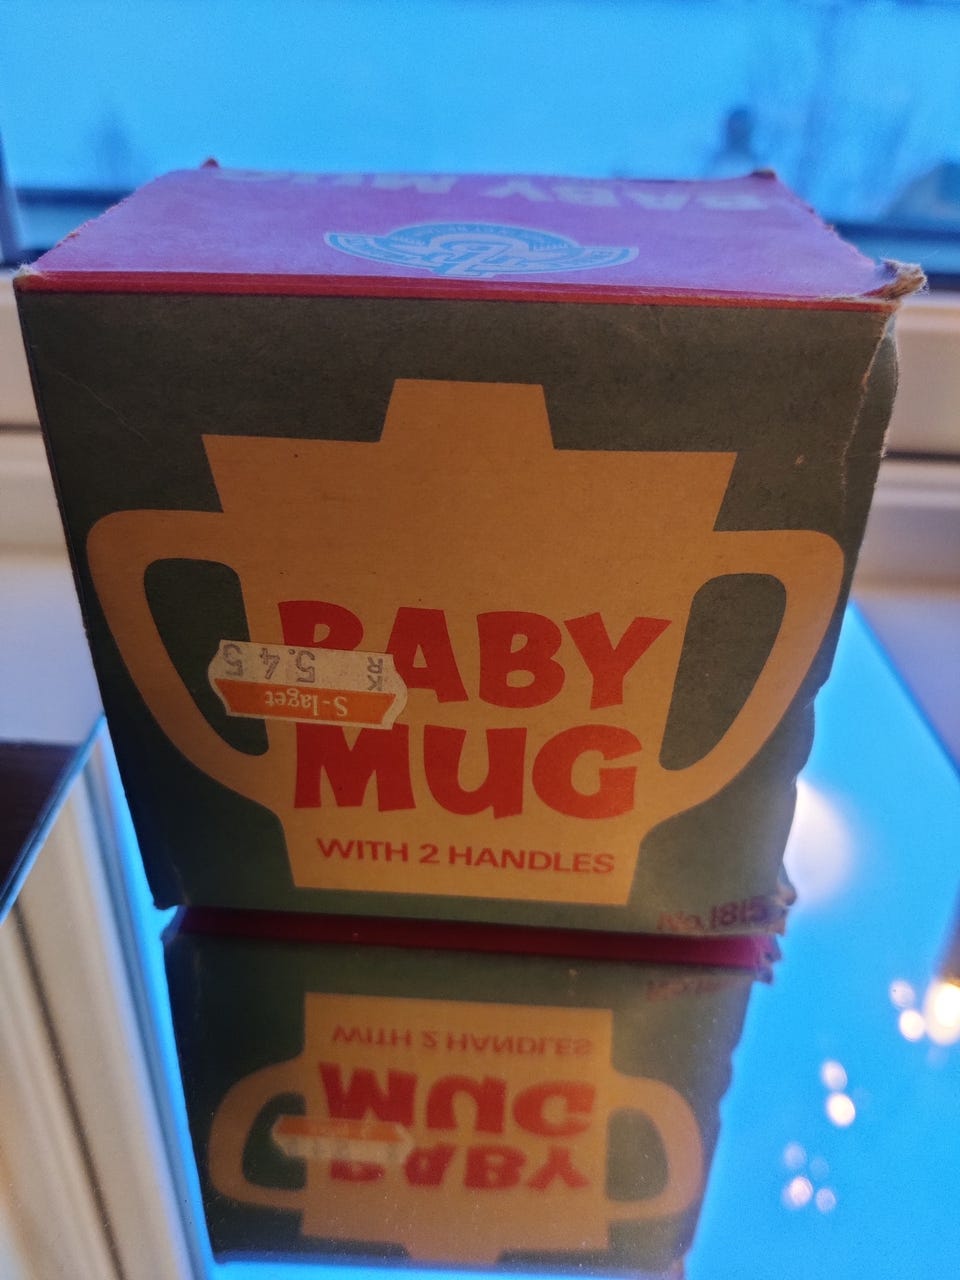 BABY MUG
BABY
KR
5.45
S-laget
MUG
WITH 2 HANDLES
No.1815